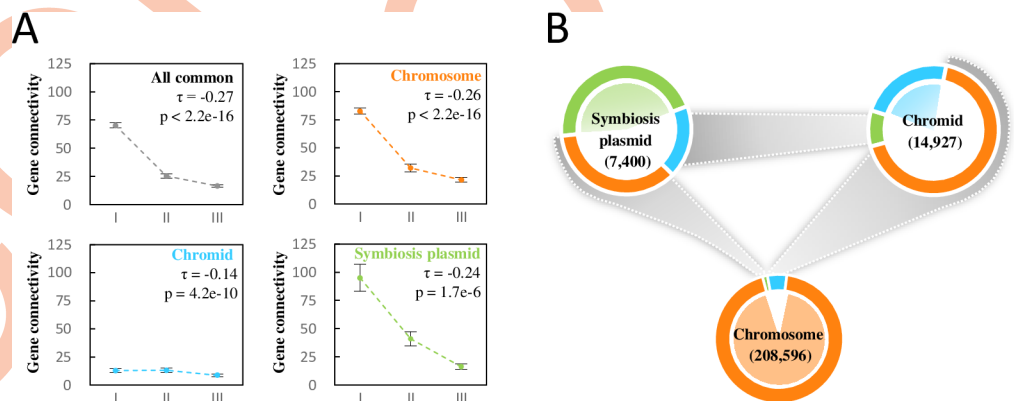 A
Gene connectivity
125
100
75
50
25
0
All common
τ = -0.27
p < 2.2e-16
I II III
Gene connectivity
125
100
75
50
25
0
Chromosome
τ = -0.26
p < 2.2e-16
I II III
Gene connectivity
125
100
75
50
25
0
Chromid
τ = -0.14
p = 4.2e-10
I II III
Gene connectivity
125
100
75
50
25
0
Symbiosis plasmid
τ = -0.24
p = 1.7e-6
I II III
B
Symbiosis
plasmid
(7,400)
Chromid
(14,927)
Chromosome
(208,596)